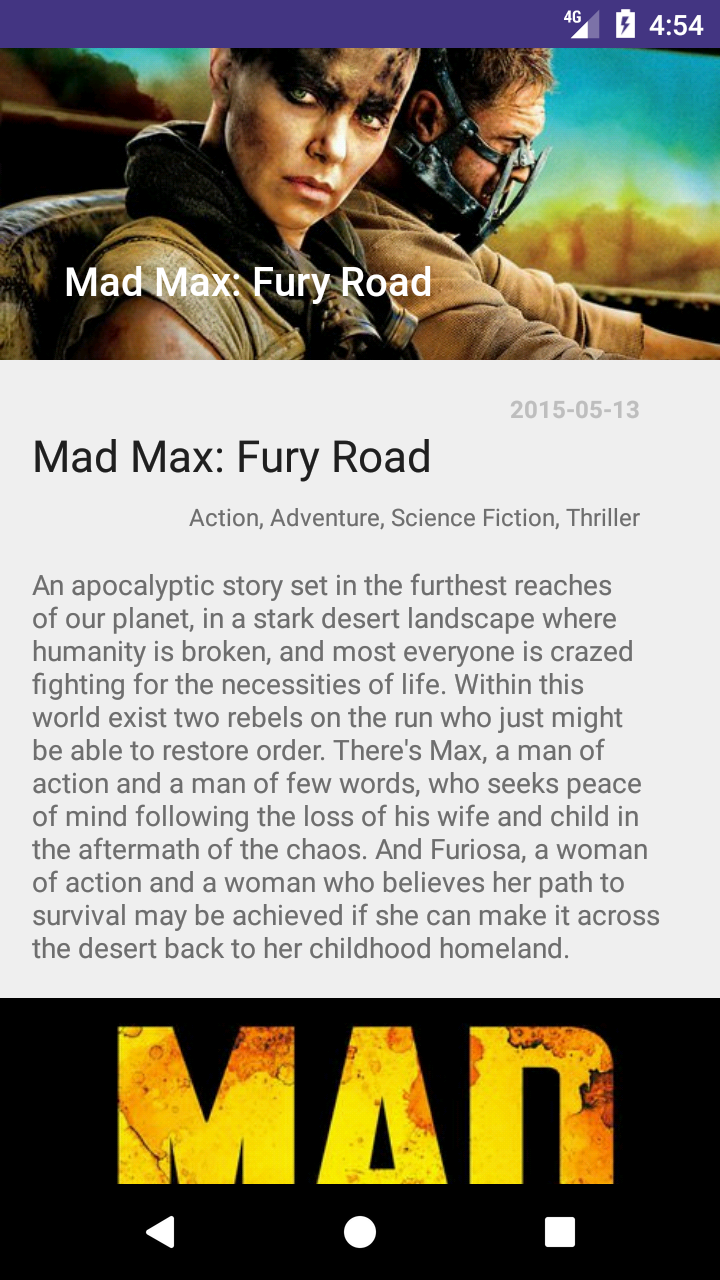 4G 4:54
Mad Max: Fury Road
2015-05-13
Mad Max: Fury Road
Action, Adventure, Science Fiction, Thriller
An apocalyptic story set in the furthest reaches
of our planet, in a stark desert landscape where
humanity is broken, and most everyone is crazed
fighting for the necessities of life. Within this
world exist two rebels on the run who just might
be able to restore order. There's Max, a man of
action and a man of few words, who seeks peace
of mind following the loss of his wife and child in
the aftermath of the chaos. And Furiosa, a woman
of action and a woman who believes her path to
survival may be achieved if she can make it across
the desert back to her childhood homeland.
MAD